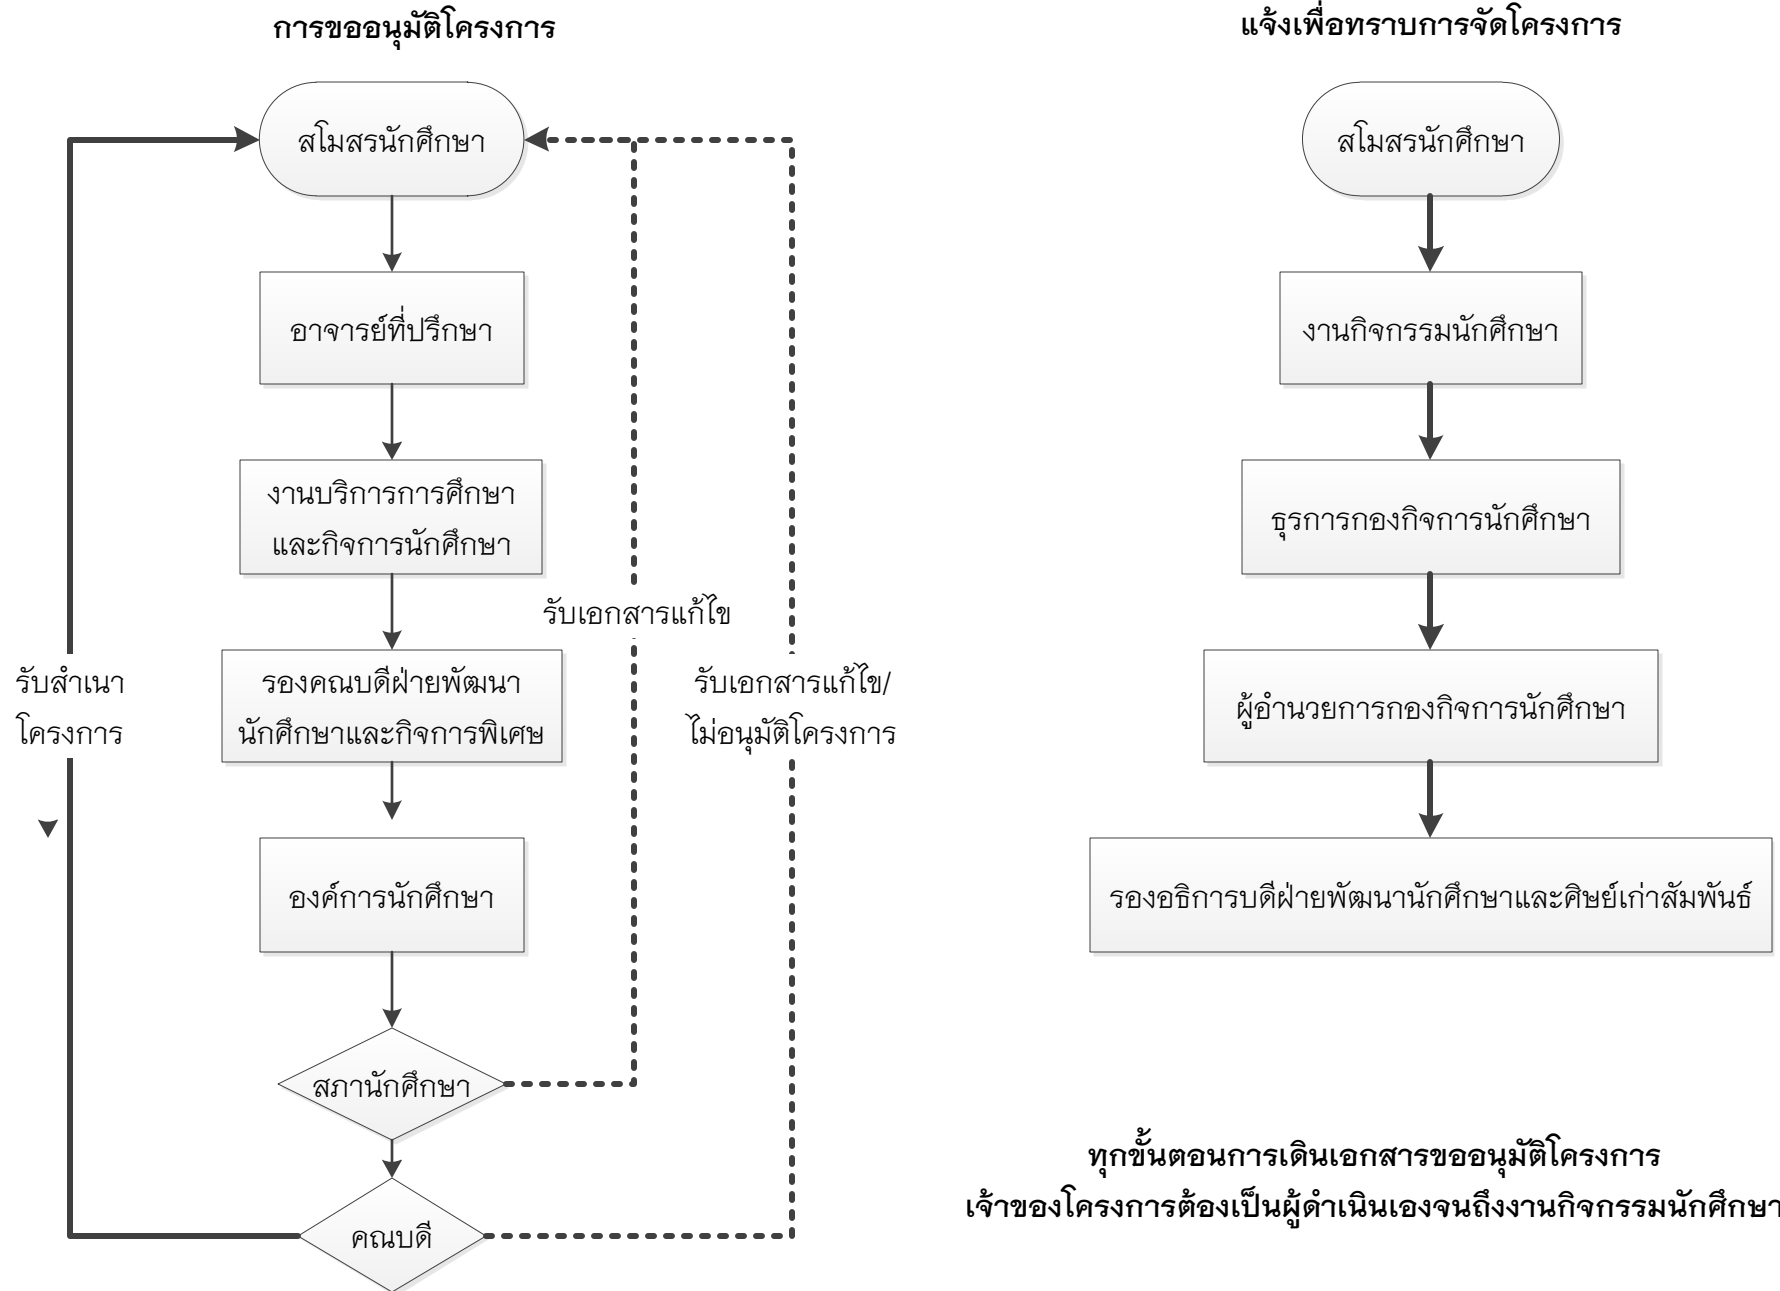 การขออนุมัติโครงการ
สโมสรนักศึกษา
อาจารย์ที่ปรึกษา
งานบริการการศึกษา
และกิจการนักศึกษา
รับเอกสารแก้ไข
รับสำเนา
โครงการ
รองคณบดีฝ่ายพัฒนา
นักศึกษาและกิจการพิเศษ
รับเอกสารแก้ไข/
ไม่อนุมัติโครงการ
องค์การนักศึกษา
สภานักศึกษา
คณบดี
แจ้งเพื่อทราบการจัดโครงการ
สโมสรนักศึกษา
งานกิจกรรมนักศึกษา
ธุรการกองกิจการนักศึกษา
ผู้อำนวยการกองกิจการนักศึกษา
รองอธิการบดีฝ่ายพัฒนานักศึกษาและศิษย์เก่าสัมพันธ์
ทุกขั้นตอนการเดินเอกสารขออนุมัติโครงการ
เจ้าของโครงการต้องเป็นผู้ดำเนินเองจนถึงงานกิจกรรมนักศึกษา